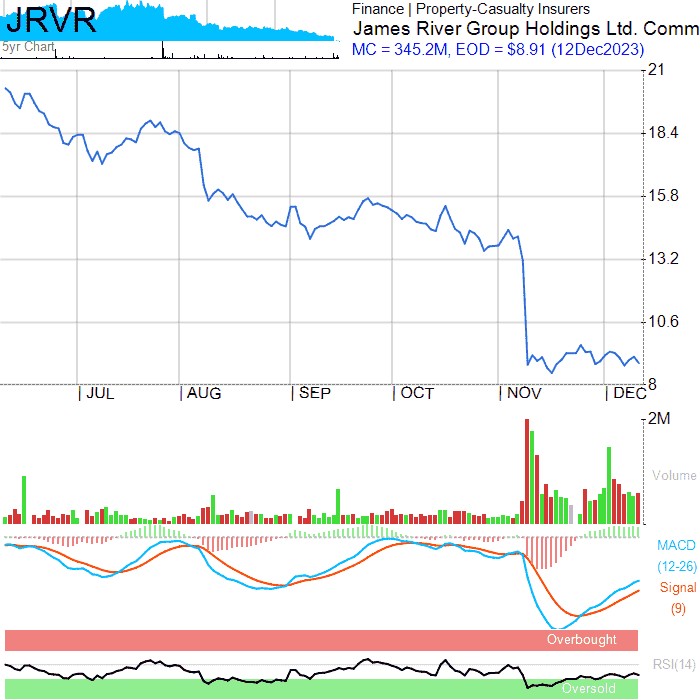 JRVR
5yr Chart
Finance | Property-Casualty Insurers
James River Group Holdings Ltd. Comm
MC = 345.2M, EOD = $8.91 (12Dec2023)
21
18.4
15.8
13.2
10.6
8
| JUL | AUG | SEP | OCT | NOV | DEC
2M
Volume
MACD
(12-26)
Signal
(9)
Overbought
RSI(14)
Oversold